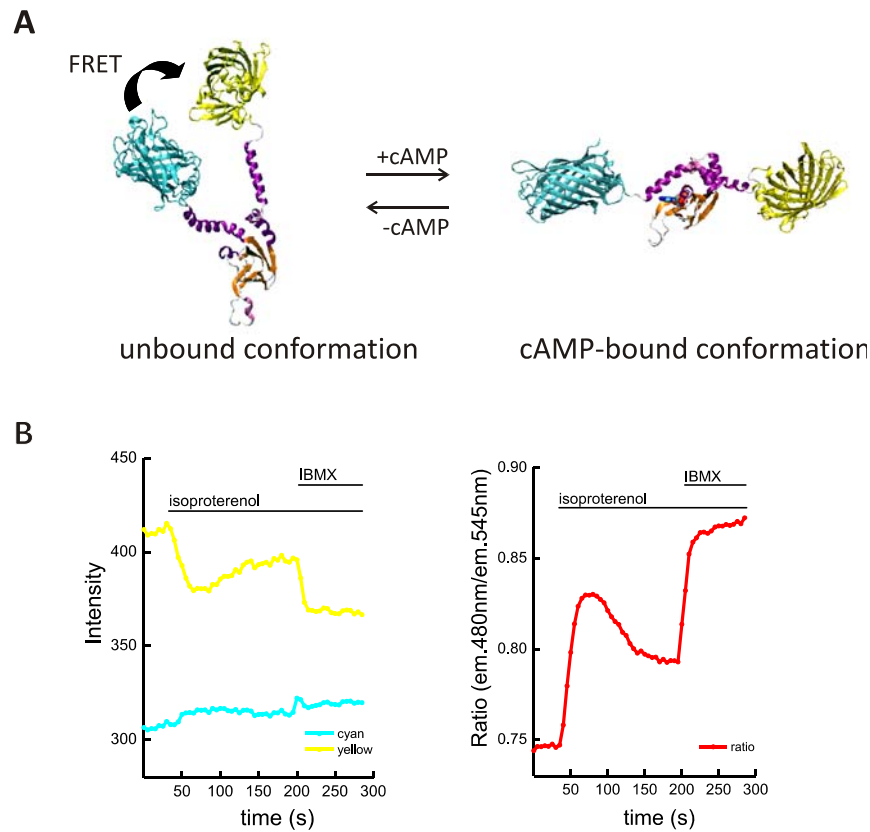 A
FRET
+cAMP
-cAMP
unbound conformation
cAMP-bound conformation
B
450
400
350
300
Intensity
IBMX
isoproterenol
cyan
yellow
50 100 150 200 250 300
time (s)
0.90
0.85
0.80
0.75
Ratio (em.480nm/em.545nm)
IBMX
isoproterenol
ratio
50 100 150 200 250 300
time (s)